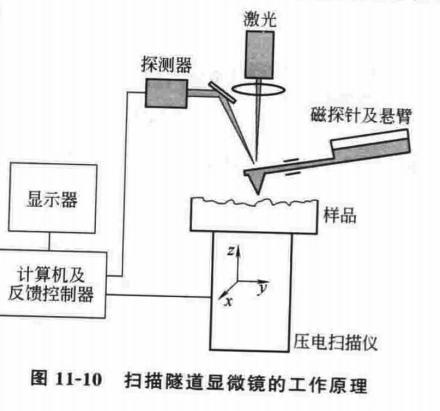 激光
探测器
磁探针及悬臂
显示器
样品
计算机及
反馈控制器
z
x
y
压电扫描仪
图 11-10 扫描隧道显微镜的工作原理